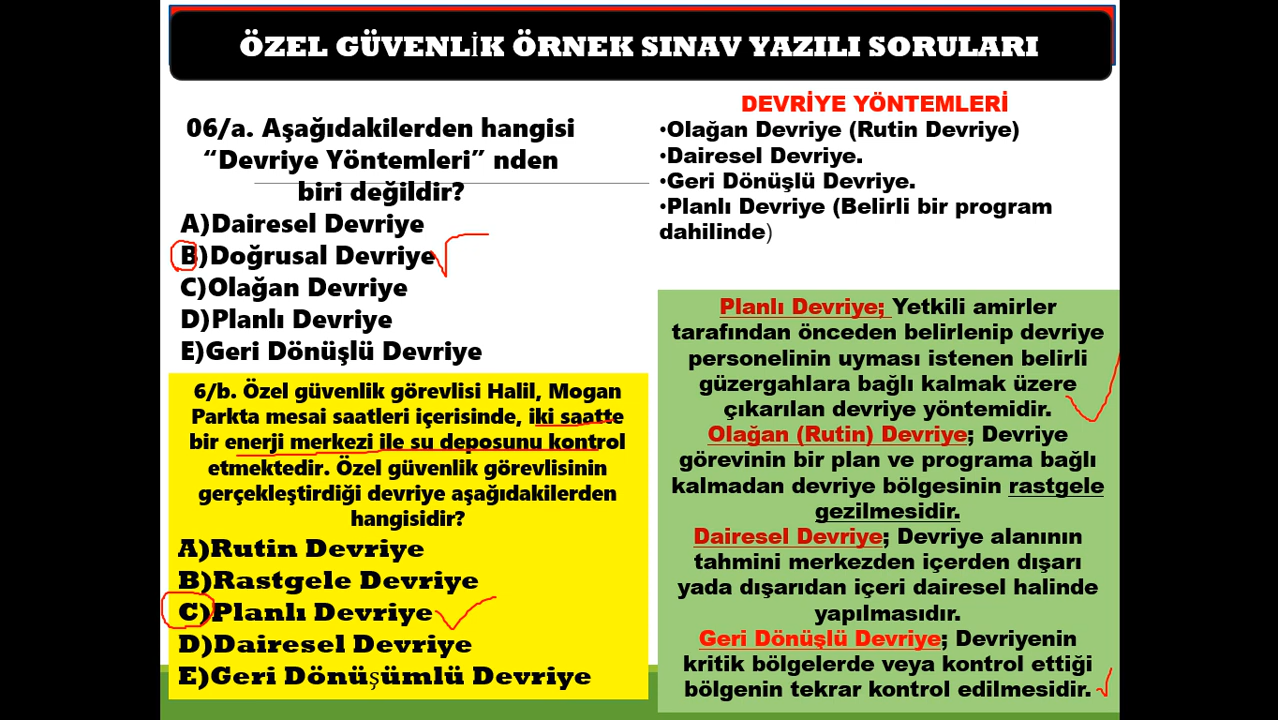 ÖZEL GÜVENLİK ÖRNEK SINAV YAZILI SORULARI
06/a. Aşağıdakilerden hangisi
“Devriye Yöntemleri” nden
biri değildir?
A)Dairesel Devriye
B)Doğrusal Devriye
C)Olağan Devriye
D)Planlı Devriye
E)Geri Dönüşlü Devriye
6/b. Özel güvenlik görevlisi Halil, Mogan
Parkta mesai saatleri içerisinde, iki saatte
bir enerji merkezi ile su deposunu kontrol
etmektedir. Özel güvenlik görevlisinin
gerçekleştirdiği devriye aşağıdakilerden
hangisidir?
A)Rutin Devriye
B)Rastgele Devriye
C)Planlı Devriye
D)Dairesel Devriye
E)Geri Dönüşümlü Devriye
DEVRİYE YÖNTEMLERİ
•Olağan Devriye (Rutin Devriye)
•Dairesel Devriye.
•Geri Dönüşlü Devriye.
•Planlı Devriye (Belirli bir program
dahilinde)
Planlı Devriye; Yetkili amirler
tarafından önceden belirlenip devriye
personelinin uyması istenen belirli
güzergahlara bağlı kalmak üzere
çıkarılan devriye yöntemidir.
Olağan (Rutin) Devriye; Devriye
görevinin bir plan ve programa bağlı
kalmadan devriye bölgesinin rastgele
gezilmesidir.
Dairesel Devriye; Devriye alanının
tahmini merkezden içerden dışarı
yada dışarıdan içeri dairesel halinde
yapılmasıdır.
Geri Dönüşlü Devriye; Devriyenin
kritik bölgelerde veya kontrol ettiği
bölgenin tekrar kontrol edilmesidir.